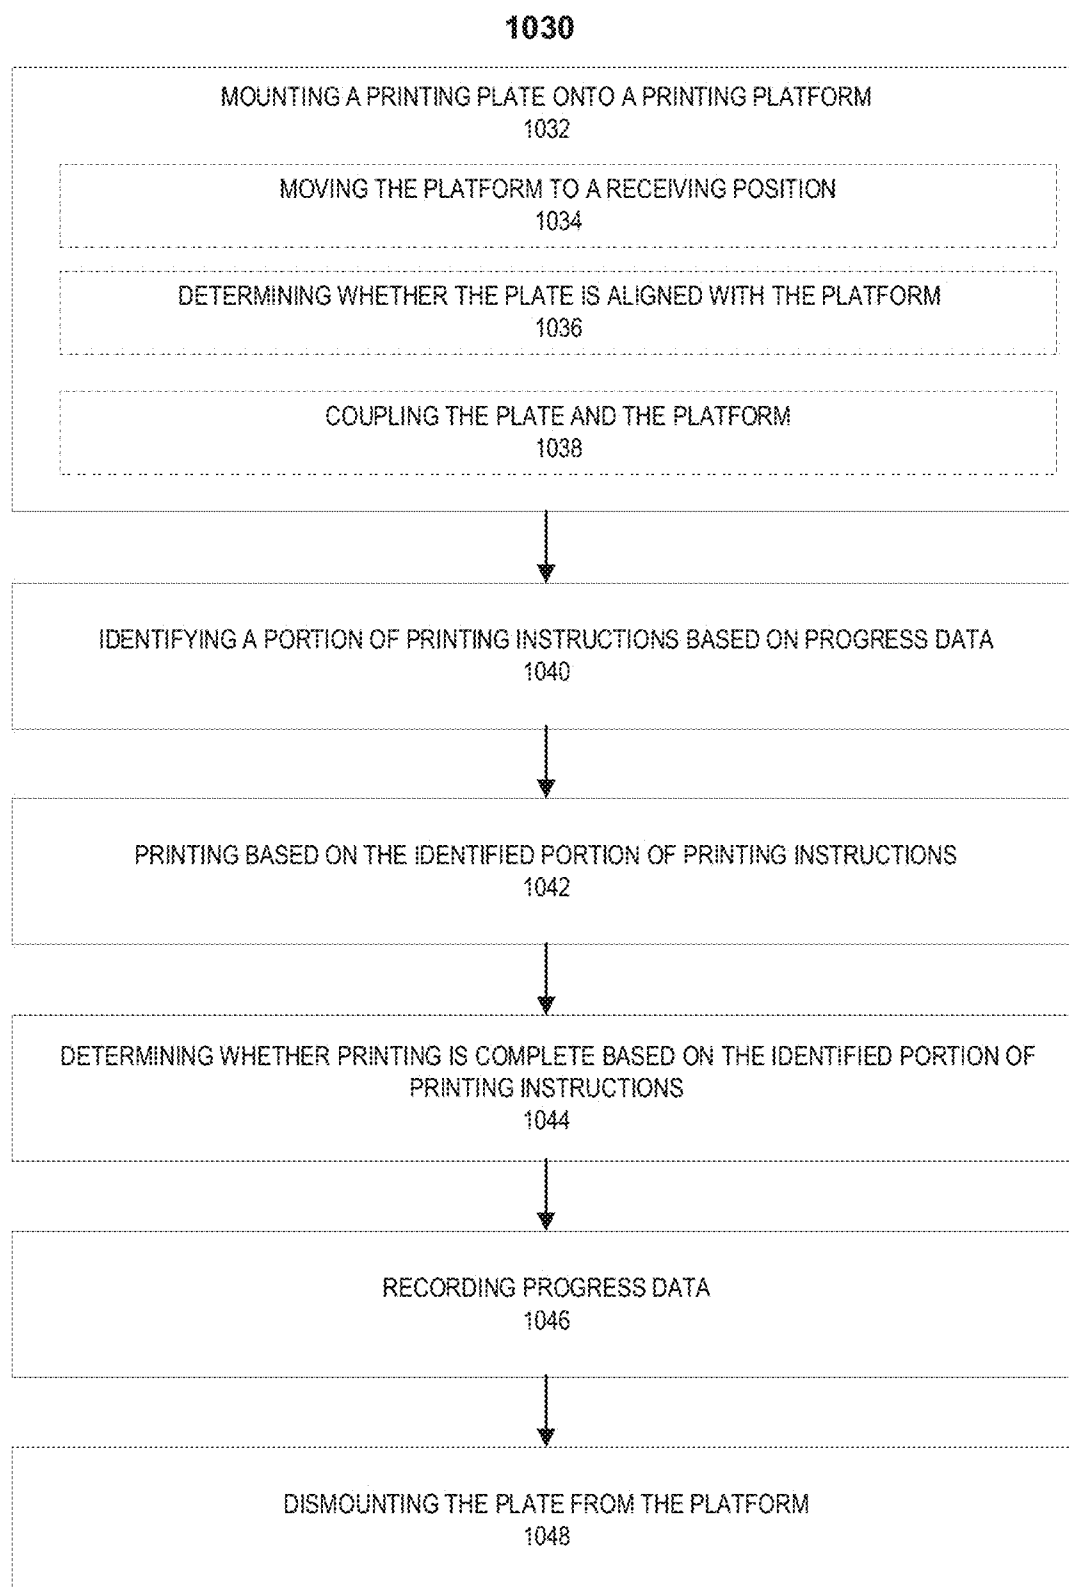 1030
MOUNTING A PRINTING PLATE ONTO A PRINTING PLATFORM
1032
MOVING THE PLATFORM TO A RECEIVING POSITION
1034
DETERMINING WHETHER THE PLATE IS ALIGNED WITH THE PLATFORM
1036
COUPLING THE PLATE AND THE PLATFORM
1038
IDENTIFYING A PORTION OF PRINTING INSTRUCTIONS BASED ON PROGRESS DATA
1040
PRINTING BASED ON THE IDENTIFIED PORTION OF PRINTING INSTRUCTIONS
1042
DETERMINING WHETHER PRINTING IS COMPLETE BASED ON THE IDENTIFIED PORTION OF
PRINTING INSTRUCTIONS
1044
RECORDING PROGRESS DATA
1046
DISMOUNTING THE PLATE FROM THE PLATFORM
1048